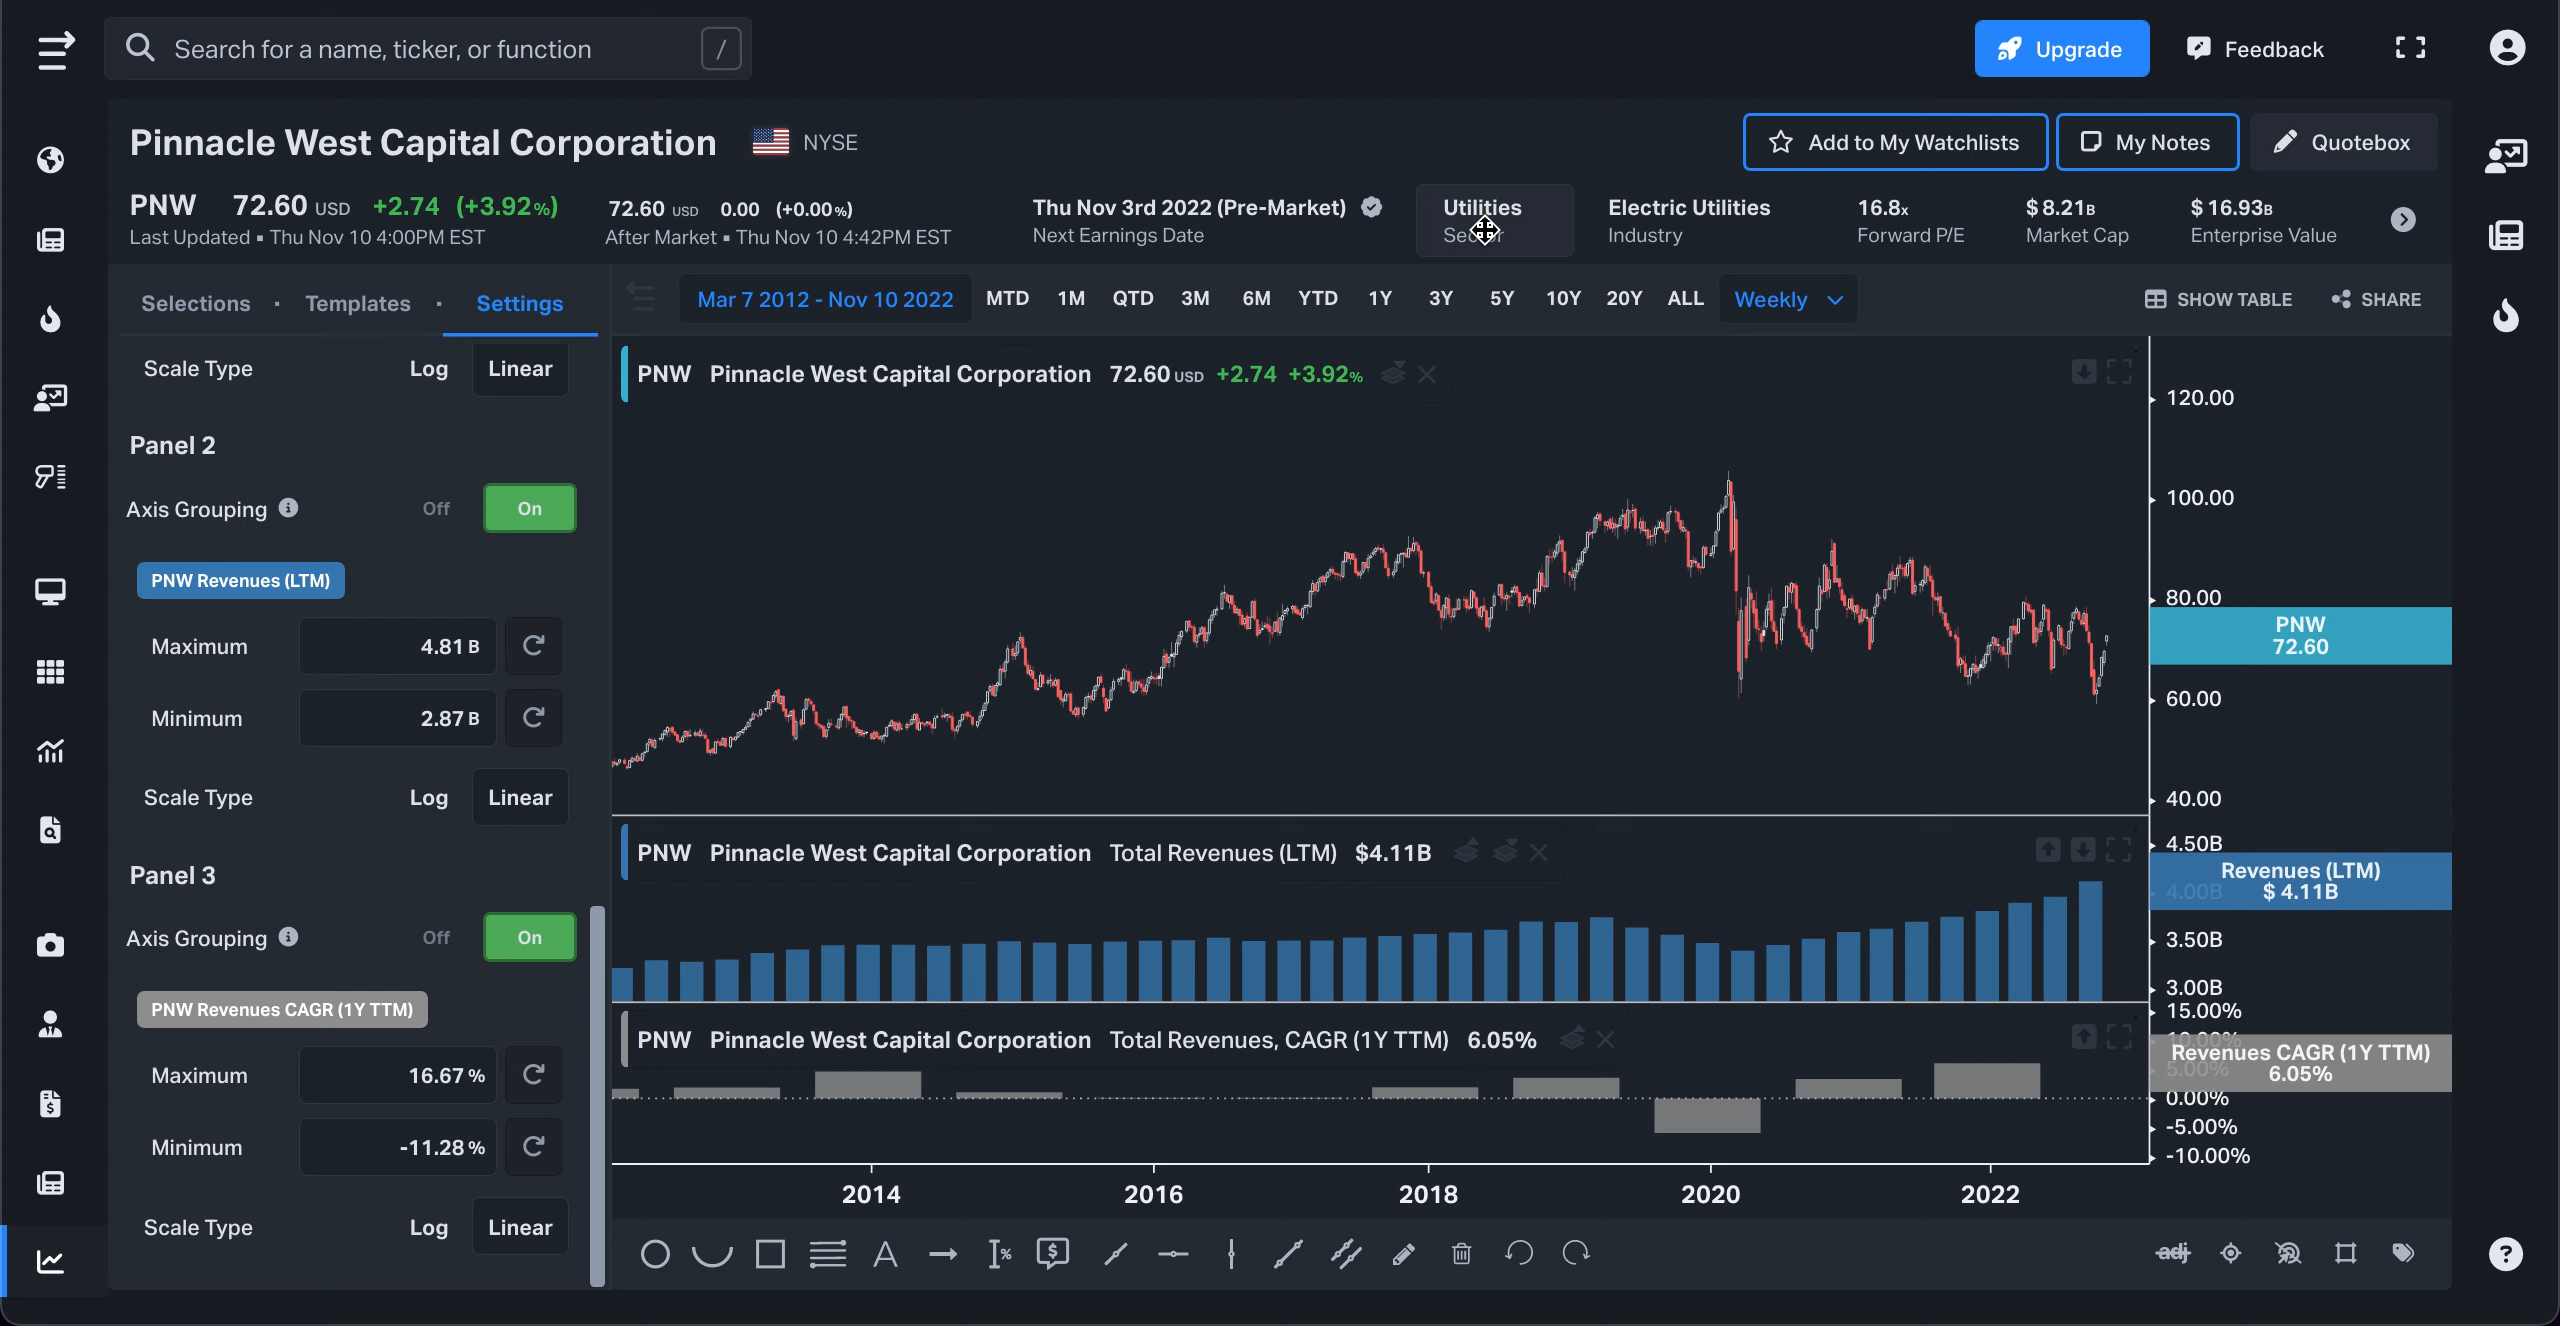 Search for a name, ticker, or function /
Upgrade
Feedback
Pinnacle West Capital Corporation NYSE
Add to My Watchlists
My Notes
Quotebox
PNW 72.60 USD +2.74 (+3.92%)
Last Updated ▪ Thu Nov 10 4:00PM EST
72.60 USD 0.00 (+0.00%)
After Market ▪ Thu Nov 10 4:42PM EST
Thu Nov 3rd 2022 (Pre-Market)
Next Earnings Date
Utilities
Sector
Electric Utilities
Industry
16.8x
Forward P/E
$ 8.21B
Market Cap
$ 16.93B
Enterprise Value
Selections · Templates · Settings
Mar 7 2012 - Nov 10 2022 MTD 1M QTD 3M 6M YTD 1Y 3Y 5Y 10Y 20Y ALL Weekly
SHOW TABLE
SHARE
Scale Type Log Linear
Panel 2
Axis Grouping Off On
PNW Revenues (LTM)
Maximum 4.81 B
Minimum 2.87 B
Scale Type Log Linear
Panel 3
Axis Grouping Off On
PNW Revenues CAGR (1Y TTM)
Maximum 16.67 %
Minimum -11.28 %
Scale Type Log Linear
PNW Pinnacle West Capital Corporation 72.60 USD +2.74 +3.92%
120.00
100.00
80.00
PNW
72.60
60.00
40.00
PNW Pinnacle West Capital Corporation Total Revenues (LTM) $4.11B
4.50B
Revenues (LTM)
4.00B
$ 4.11B
3.50B
3.00B
PNW Pinnacle West Capital Corporation Total Revenues, CAGR (1Y TTM) 6.05%
15.00%
10.00%
Revenues CAGR (1Y TTM)
5.00%
6.05%
0.00%
-5.00%
-10.00%
2014 2016 2018 2020 2022
A
%
$
adj
?